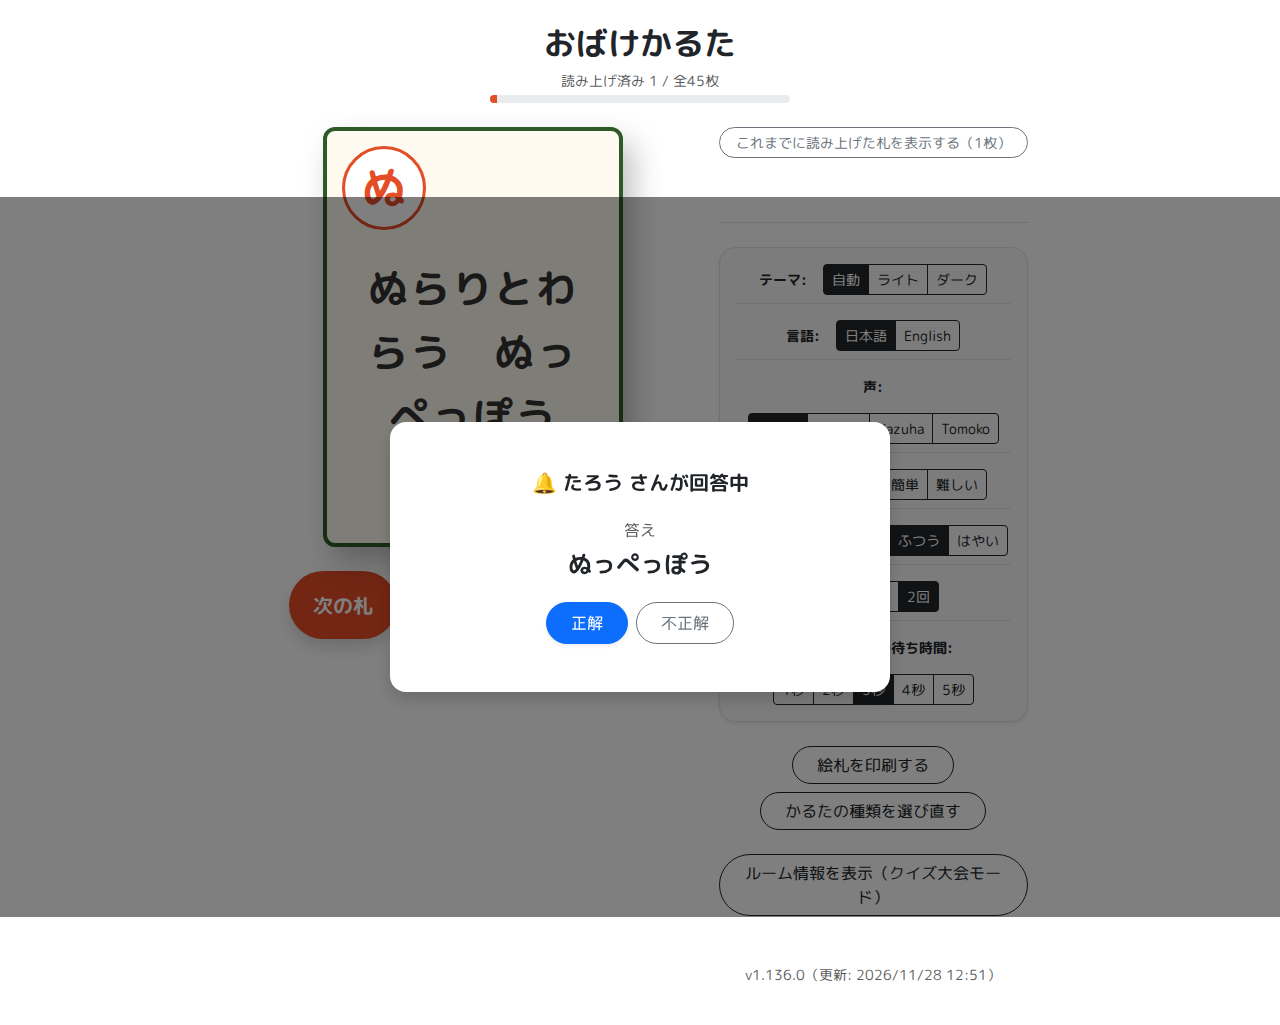 おばけかるた
読み上げ済み 1 / 全45枚
ぬ
ぬらりとわ
らう　ぬっ
ぺっぽう
次の札
これまでに読み上げた札を表示する（1枚）
テーマ: 自動 ライト ダーク
言語: 日本語 English
声:
azuha Tomoko
簡単 難しい
ふつう はやい
2回
待ち時間:
4秒 5秒
🔔 たろう さんが回答中
答え
ぬっぺっぽう
正解 不正解
絵札を印刷する
かるたの種類を選び直す
ルーム情報を表示（クイズ大会モー
ド）
v1.136.0（更新: 2026/11/28 12:51）